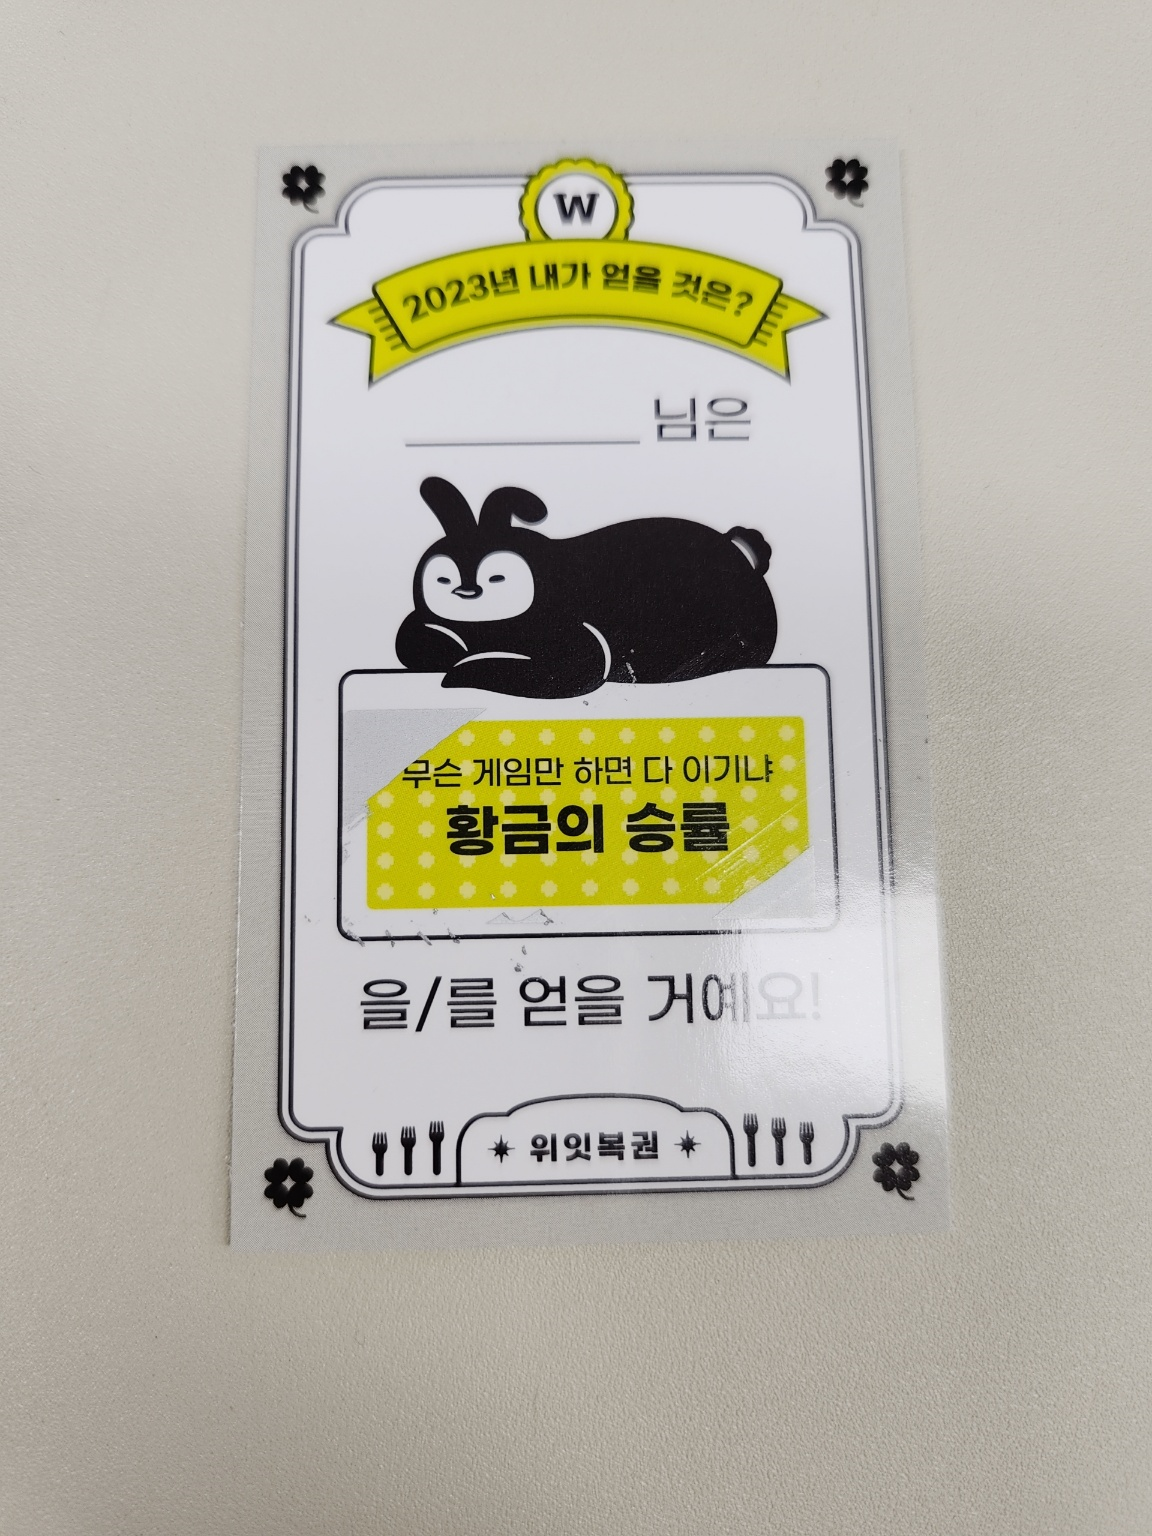 W
2023년 내가 얻을 것은?
님은
무슨 게임만 하면 다 이기냐
황금의 승률
을/를 얻을 거예요!
위잇복권